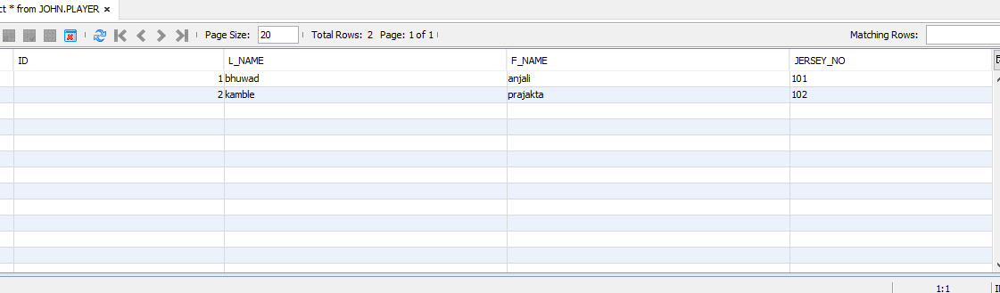 ct * from JOHN.PLAYER ×
Page Size: 20 Total Rows: 2 Page: 1 of 1 Matching Rows:
ID L_NAME F_NAME JERSEY_NO
1 bhuwad anjali 101
2 kamble prajakta 102
1:1